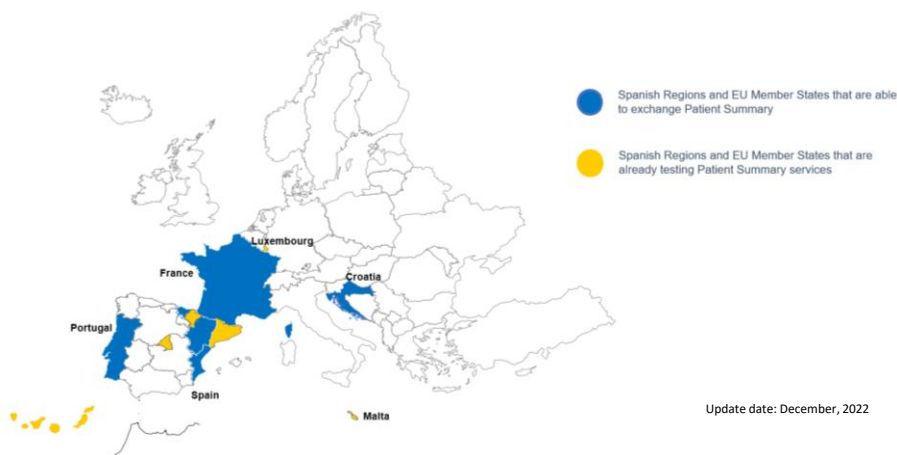 Spanish Regions and EU Member States that are able
to exchange Patient Summary
Spanish Regions and EU Member States that are
already testing Patient Summary services
Luxembourg
France
Croatia
Portugal
Spain
Malta
Update date: December, 2022